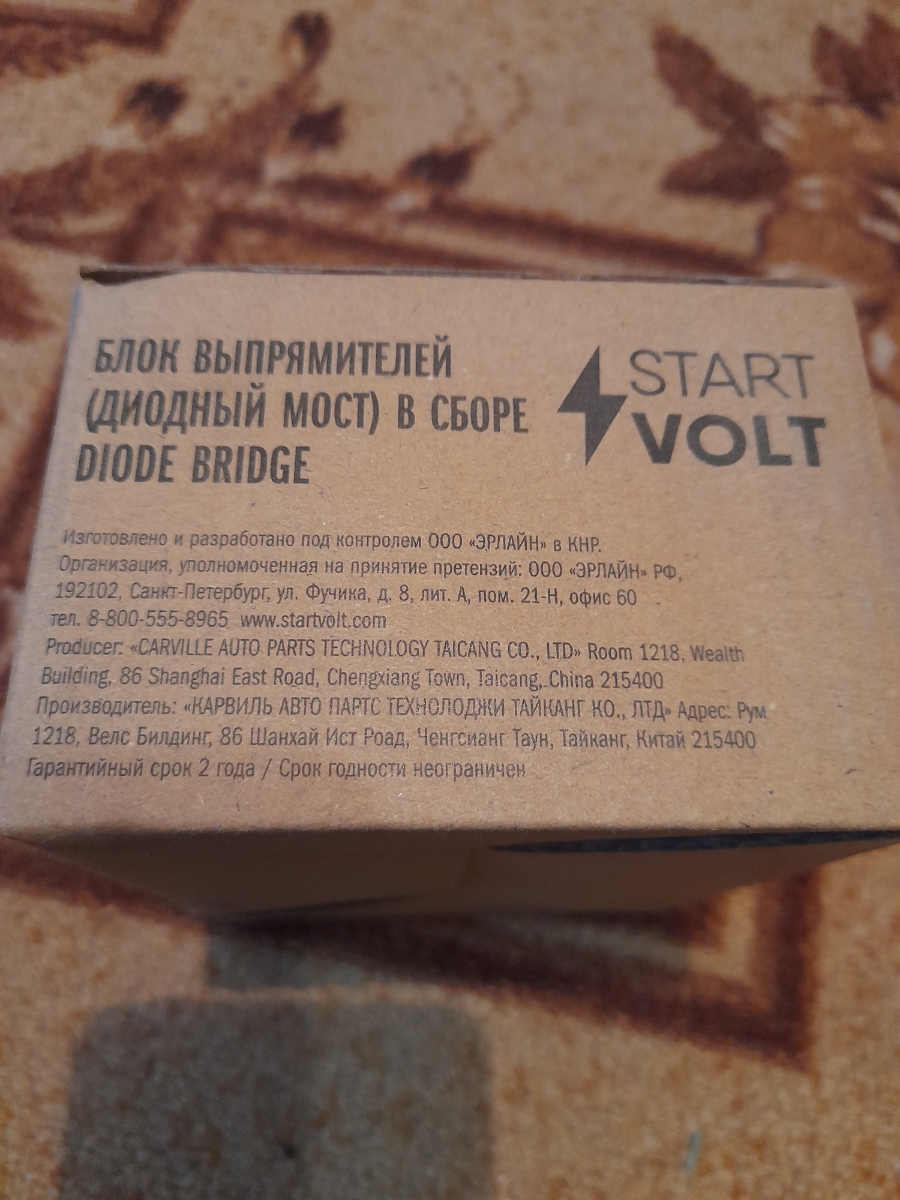 БЛОК ВЫПРЯМИТЕЛЕЙ
(ДИОДНЫЙ МОСТ) В СБОРЕ
DIODE BRIDGE
START
VOLT
Изготовлено и разработано под контролем ООО «ЭРЛАЙН» в КНР.
Организация, уполномоченная на принятие претензий: ООО «ЭРЛАЙН» РФ,
192102, Санкт-Петербург, ул. Фучика, д. 8, лит. А, пом. 21-Н, офис 60
тел. 8-800-555-8965 www.startvolt.com
Producer: «CARVILLE AUTO PARTS TECHNOLOGY TAICANG CO., LTD» Room 1218, Wealth
Building, 86 Shanghai East Road, Chengxiang Town, Taicang, China 215400
Производитель: «КАРВИЛЬ АВТО ПАРТС ТЕХНОЛОДЖИ ТАЙКАНГ КО., ЛТД» Адрес: Рум
1218, Велс Билдинг, 86 Шанхай Ист Роад, Ченгсианг Таун, Тайканг, Китай 215400
Гарантийный срок 2 года / Срок годности неограничен